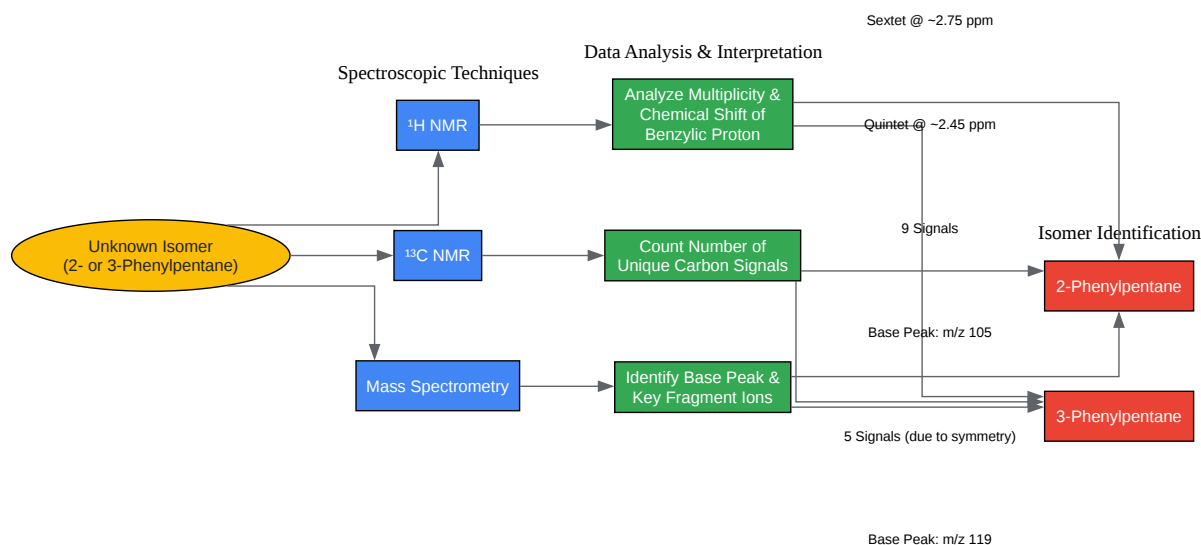 Sextet @ ~2.75 ppm
Data Analysis & Interpretation
Spectroscopic Techniques
Analyze Multiplicity &
Chemical Shift of
Benzylic Proton
¹H NMR
Quintet @ ~2.45 ppm
Unknown Isomer
(2- or 3-Phenylpentane)
¹³C NMR
Count Number of
Unique Carbon Signals
9 Signals
Isomer Identification
2-Phenylpentane
Base Peak: m/z 105
Mass Spectrometry
Identify Base Peak &
Key Fragment Ions
3-Phenylpentane
5 Signals (due to symmetry)
Base Peak: m/z 119